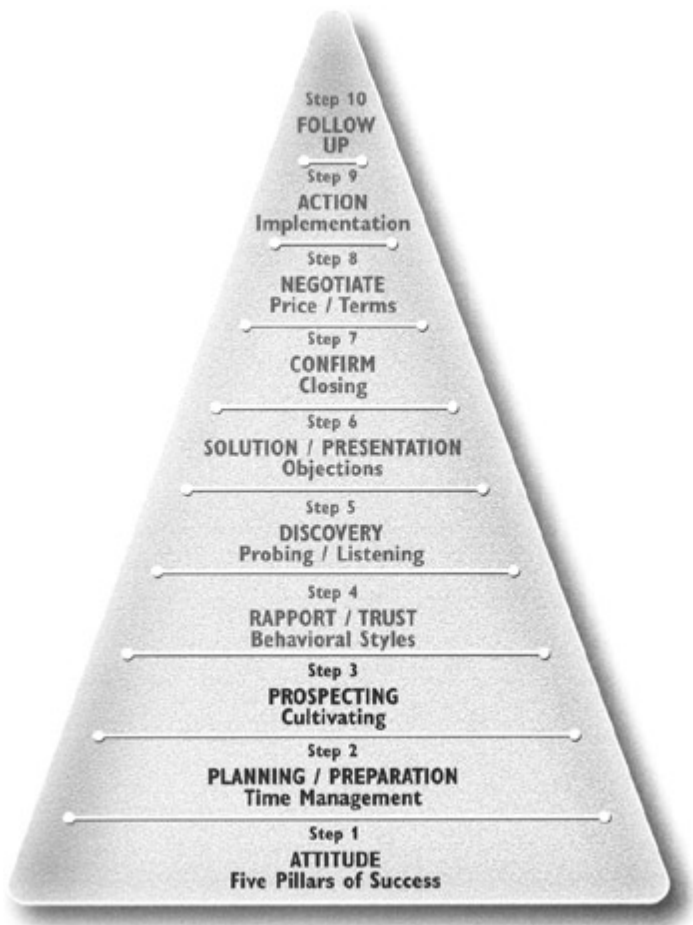 Step 10
FOLLOW
UP
Step 9
ACTION
Implementation
Step 8
NEGOTIATE
Price / Terms
Step 7
CONFIRM
Closing
Step 6
SOLUTION / PRESENTATION
Objections
Step 5
DISCOVERY
Probing / Listening
Step 4
RAPPORT / TRUST
Behavioral Styles
Step 3
PROSPECTING
Cultivating
Step 2
PLANNING / PREPARATION
Time Management
Step 1
ATTITUDE
Five Pillars of Success